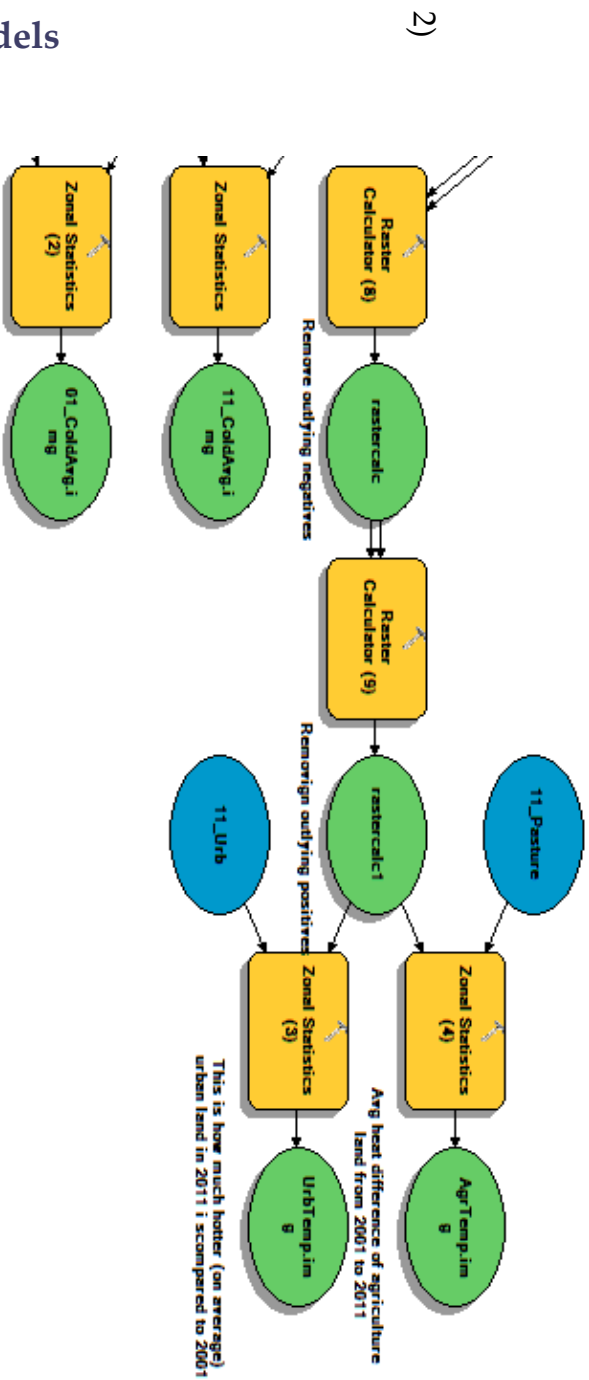 dels
2)
11_Pasture
Zonal Statistics
(4)
AgrTemp.im
g
Avg heat difference of agriculture
land from 2001 to 2011
Raster
Calculator (8)
rastercalc
Raster
Calculator (9)
rastercalc1
Remove outlying negatives
Removign outlying positives
Zonal Statistics
(3)
UrbTemp.im
g
This is how much hotter (on average)
urban land in 2011 i scompared to 2001
Zonal Statistics
11_ColdAvg.i
mg
11_Urb
Zonal Statistics
(2)
01_ColdAvg.i
mg